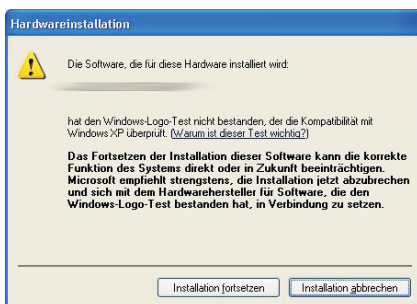 Hardwareinstallation
Die Software, die für diese Hardware installiert wird:
hat den Windows-Logo-Test nicht bestanden, der die Kompatibilität mit
Windows XP überprüft. (Warum ist dieser Test wichtig?)
Das Fortsetzen der Installation dieser Software kann die korrekte
Funktion des Systems direkt oder in Zukunft beeinträchtigen.
Microsoft empfiehlt strengstens, die Installation jetzt abzubrechen
und sich mit dem Hardwarehersteller für Software, die den
Windows-Logo-Test bestanden hat, in Verbindung zu setzen.
Installation fortsetzen
Installation abbrechen